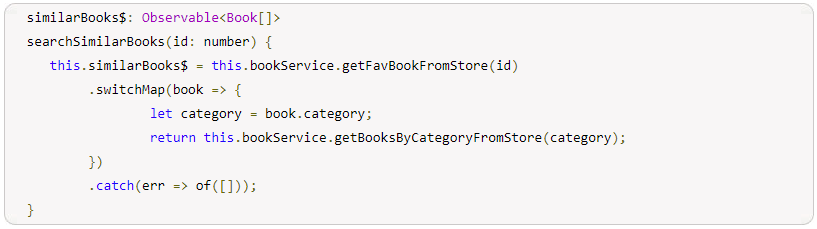 similarBooks$: Observable<Book[]>
searchSimilarBooks(id: number) {
   this.similarBooks$ = this.bookService.getFavBookFromStore(id)
        .switchMap(book => {
                let category = book.category;
                return this.bookService.getBooksByCategoryFromStore(category);
        })
        .catch(err => of([]));
}